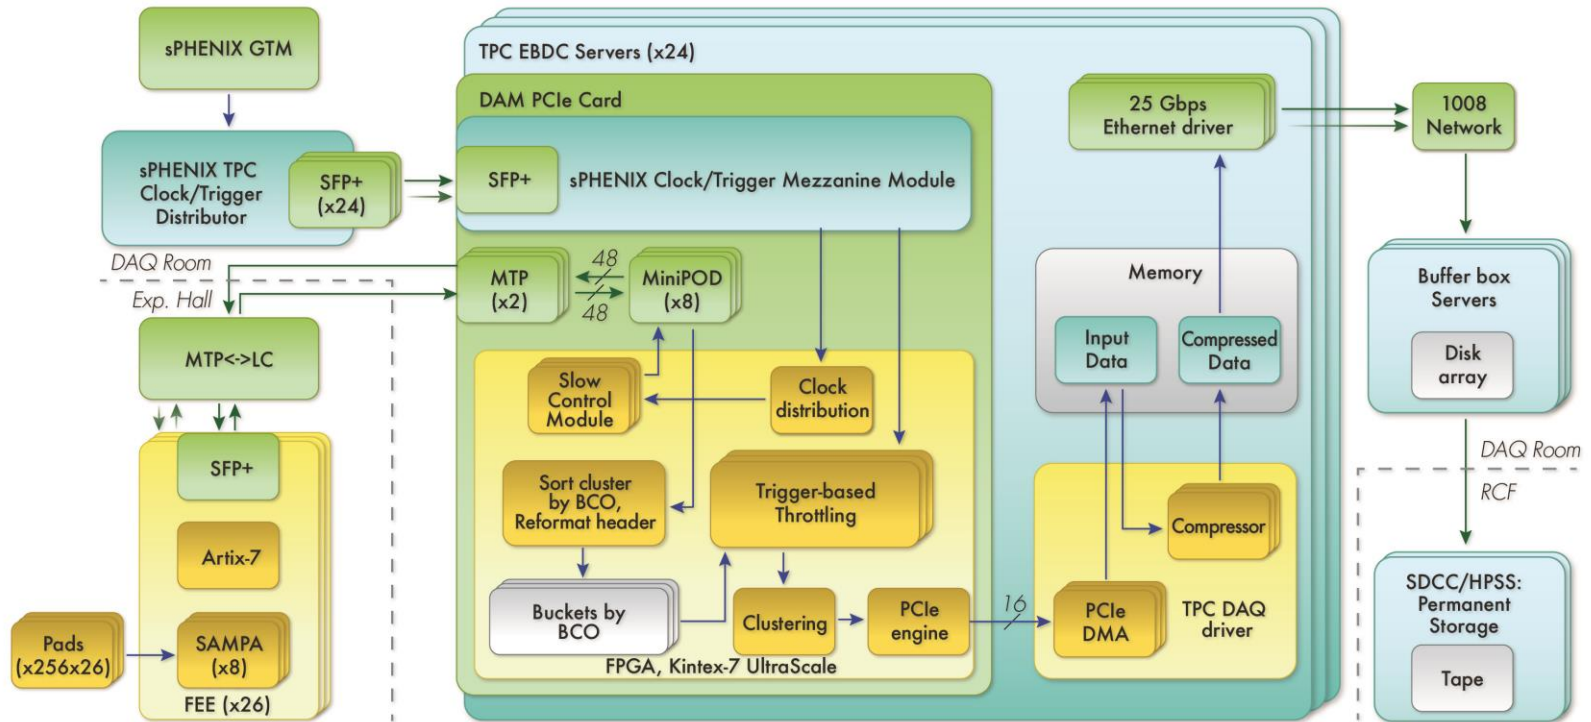 sPHENIX GTM
sPHENIX TPC
Clock/Trigger
Distributor
SFP+
(x24)
DAQ Room
Exp. Hall
MTP<->LC
SFP+
Artix-7
Pads
(x256x26)
SAMPA
(x8)
FEE (x26)
TPC EBDC Servers (x24)
DAM PCIe Card
SFP+
sPHENIX Clock/Trigger Mezzanine Module
MTP
(x2)
48
48
MiniPOD
(x8)
Slow
Control
Module
Clock
distribution
Sort cluster
by BCO,
Reformat header
Trigger-based
Throttling
Buckets by
BCO
Clustering
PCIe
engine
FPGA, Kintex-7 UltraScale
16
25 Gbps
Ethernet driver
Memory
Input
Data
Compressed
Data
Compressor
PCIe
DMA
TPC DAQ
driver
1008
Network
Buffer box
Servers
Disk
array
DAQ Room
RCF
SDCC/HPSS:
Permanent
Storage
Tape